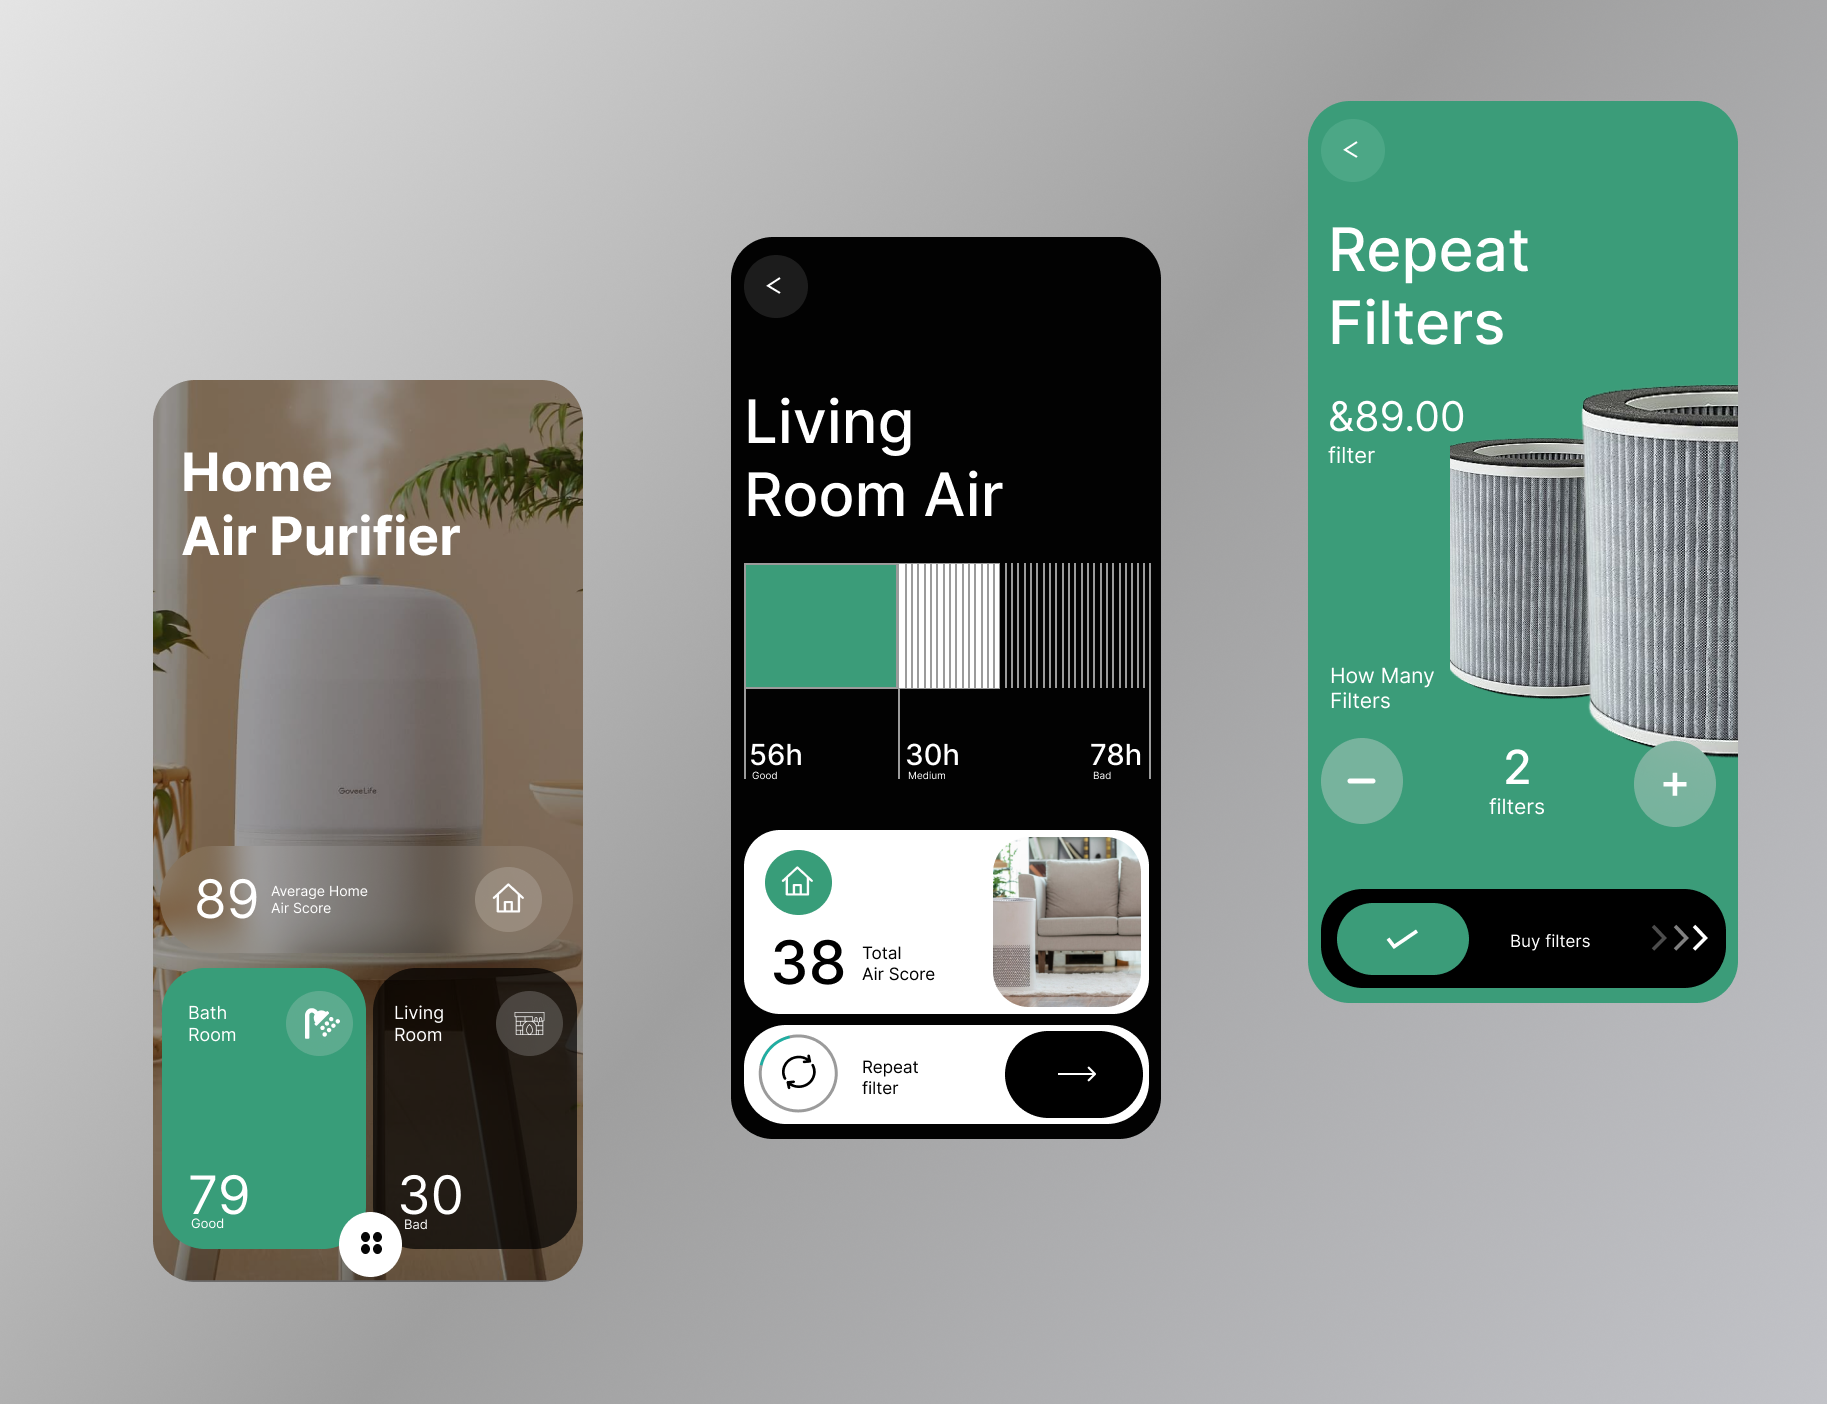 Home
Air Purifier
GoveeLife
89
Average Home
Air Score
Bath
Room
79
Good
Living
Room
30
Bad
<
Living
Room Air
56h
Good
30h
Medium
78h
Bad
38
Total
Air Score
Repeat
filter
<
Repeat
Filters
&89.00
filter
How Many
Filters
2
filters
Buy filters